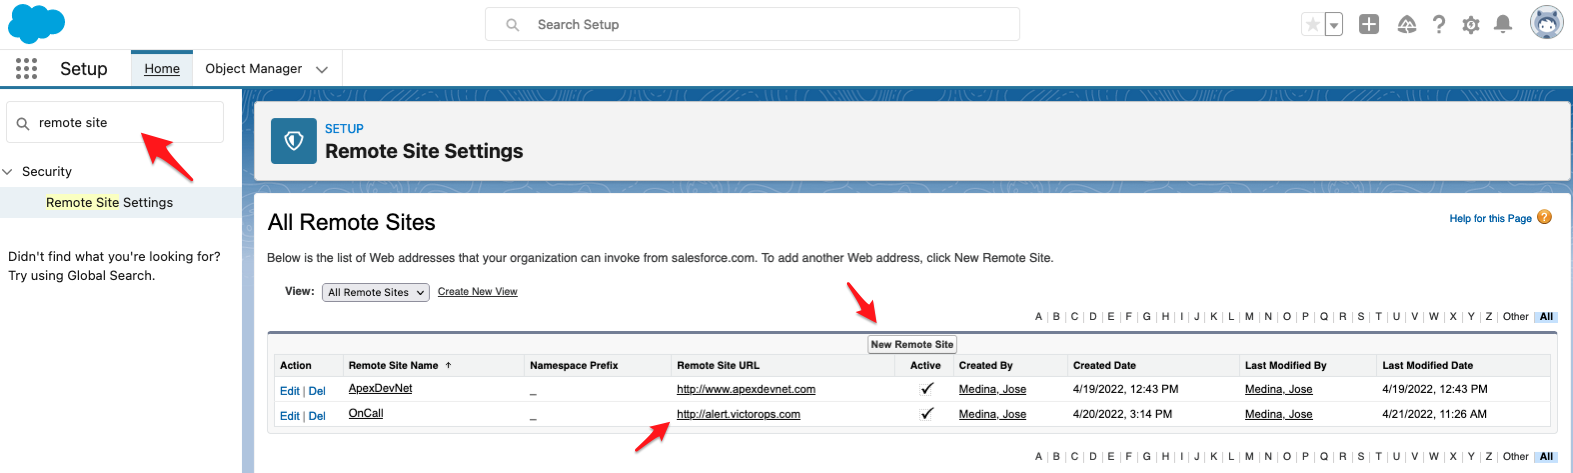 Search Setup
Setup
Home
Object Manager
remote site
Security
Remote Site Settings
Didn't find what you're looking for?
Try using Global Search.
SETUP
Remote Site Settings
All Remote Sites
Help for this Page ?
Below is the list of Web addresses that your organization can invoke from salesforce.com. To add another Web address, click New Remote Site.
View: All Remote Sites Create New View
A | B | C | D | E | F | G | H | I | J | K | L | M | N | O | P | Q | R | S | T | U | V | W | X | Y | Z | Other | All
New Remote Site
Action Remote Site Name ↑ Namespace Prefix Remote Site URL Active Created By Created Date Last Modified By Last Modified Date
Edit | Del ApexDevNet _ http://www.apexdevnet.com ✓ Medina, Jose 4/19/2022, 12:43 PM Medina, Jose 4/19/2022, 12:43 PM
Edit | Del OnCall _ http://alert.victorops.com ✓ Medina, Jose 4/20/2022, 3:14 PM Medina, Jose 4/21/2022, 11:26 AM
A | B | C | D | E | F | G | H | I | J | K | L | M | N | O | P | Q | R | S | T | U | V | W | X | Y | Z | Other | All